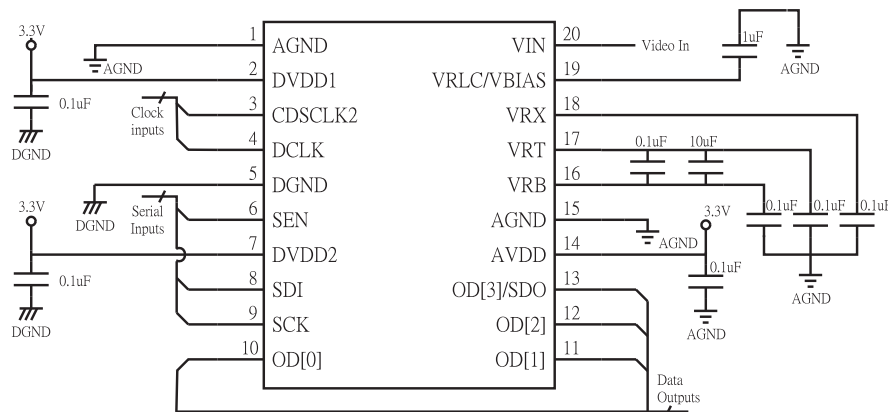 3.3V
1
AGND
VIN
20
Video In
1uF
AGND
AGND
2
DVDD1
VRLC/VBIAS
19
0.1uF
Clock
inputs
3
CDSCLK2
VRX
18
DGND
4
DCLK
VRT
17
0.1uF
10uF
5
DGND
VRB
16
DGND
Serial
Inputs
3.3V
6
SEN
AGND
15
AGND
3.3V
0.1uF
0.1uF
0.1uF
7
DVDD2
AVDD
14
0.1uF
0.1uF
8
SDI
OD[3]/SDO
13
AGND
DGND
9
SCK
OD[2]
12
AGND
10
OD[0]
OD[1]
11
Data
Outputs